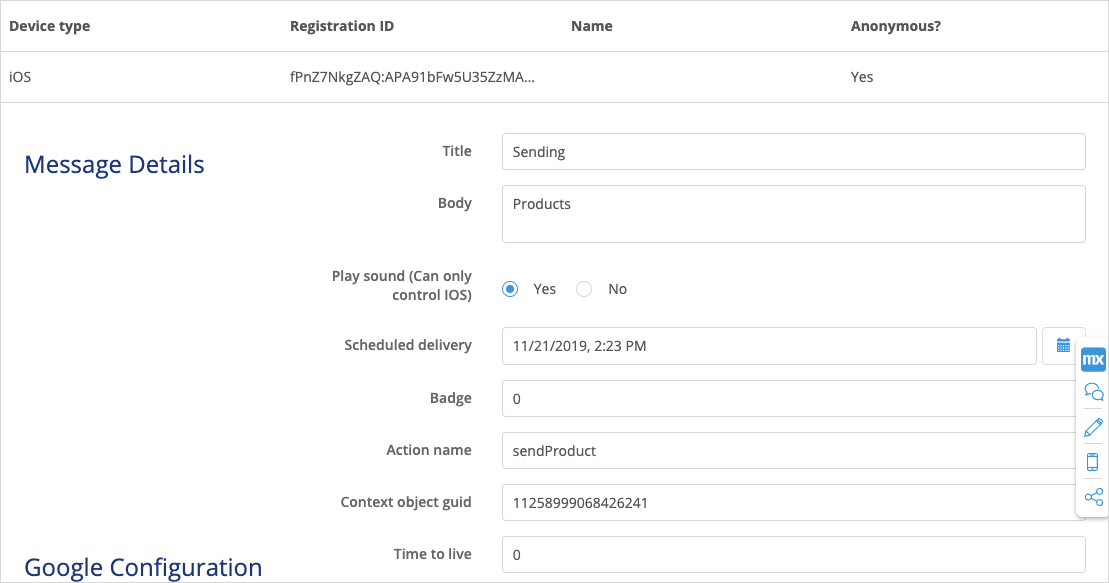 Device type Registration ID Name Anonymous?
iOS fPnZ7NkgZAQ:APA91bFw5U35ZzMA... Yes
Message Details
Title Sending
Body Products
Play sound (Can only
control IOS) Yes No
Scheduled delivery 11/21/2019, 2:23 PM
mx
Badge 0
Action name sendProduct
Context object guid 11258999068426241
Time to live 0
Google Configuration